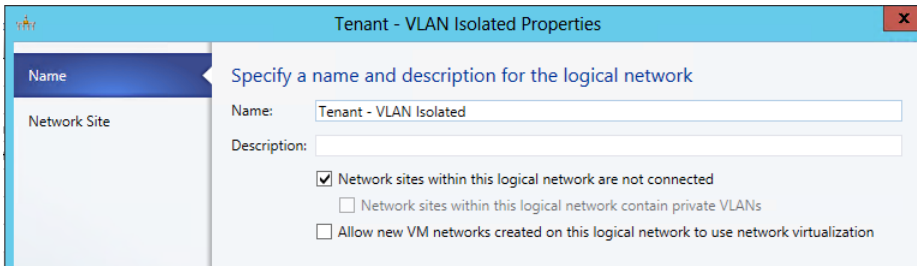 Tenant - VLAN Isolated Properties
x
Name
Network Site
Specify a name and description for the logical network
Name: Tenant - VLAN Isolated
Description:
Network sites within this logical network are not connected
Network sites within this logical network contain private VLANs
Allow new VM networks created on this logical network to use network virtualization